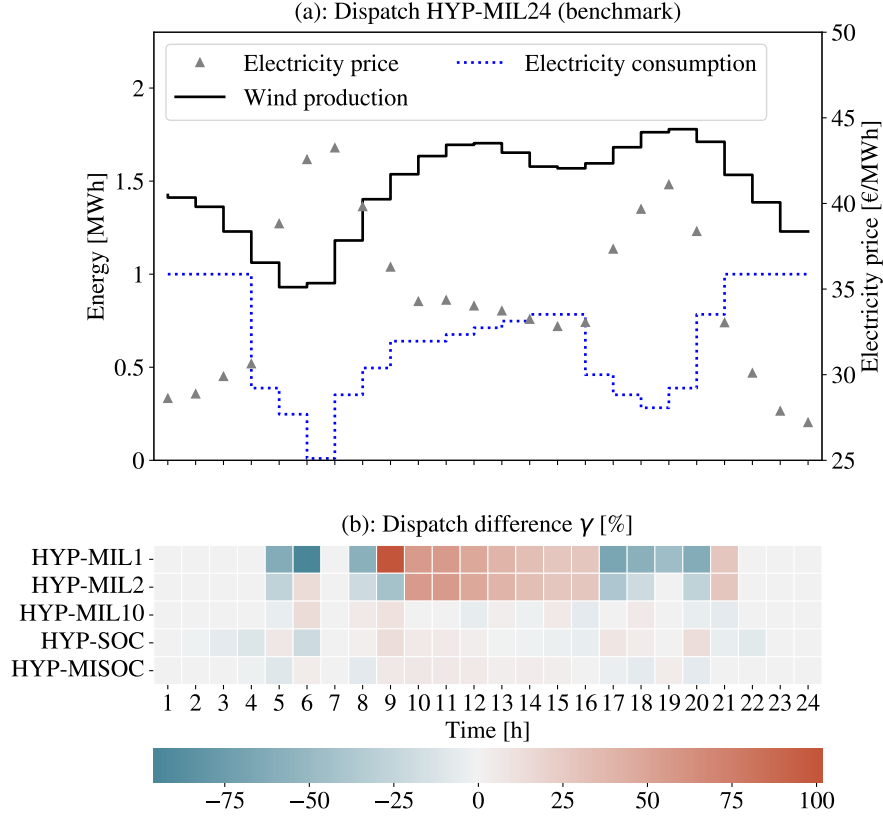 (a): Dispatch HYP-MIL24 (benchmark)
Electricity price
Electricity consumption
Wind production
Energy [MWh]
0
0.5
1
1.5
2
Electricity price [€/MWh]
25
30
35
40
45
50
(b): Dispatch difference γ [%]
HYP-MIL1
HYP-MIL2
HYP-MIL10
HYP-SOC
HYP-MISOC
1 2 3 4 5 6 7 8 9 10 11 12 13 14 15 16 17 18 19 20 21 22 23 24
Time [h]
−75 −50 −25 0 25 50 75 100